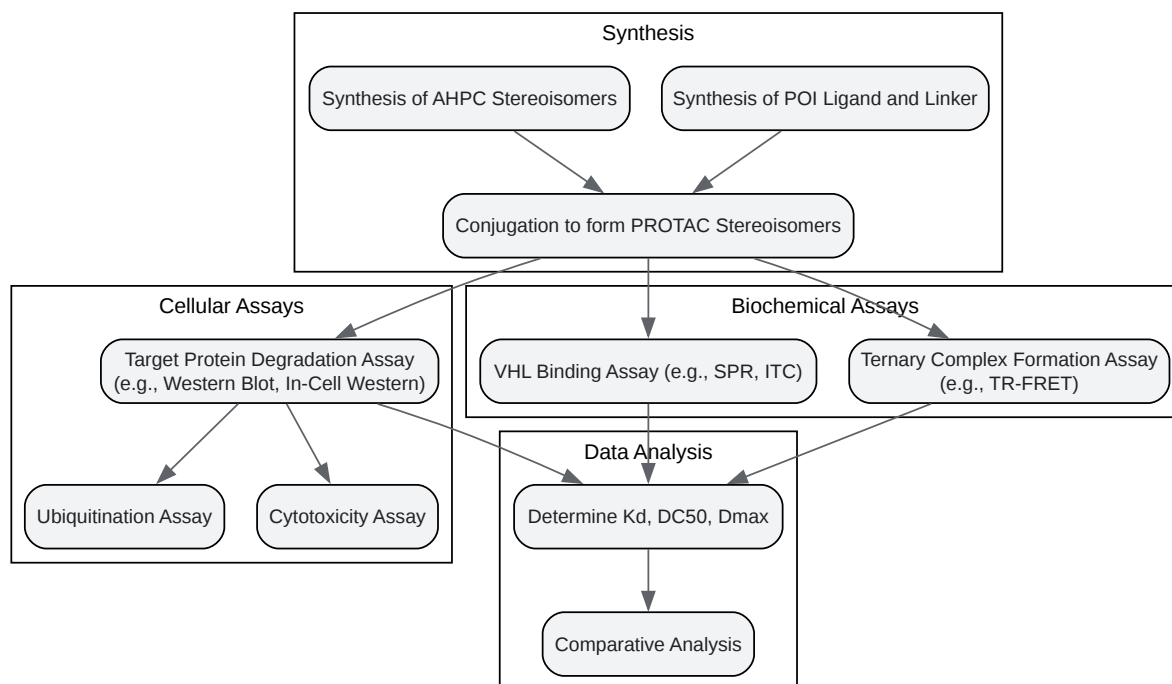 Synthesis
Synthesis of AHPC Stereoisomers
Synthesis of POI Ligand and Linker
Conjugation to form PROTAC Stereoisomers
Cellular Assays
Biochemical Assays
Target Protein Degradation Assay
(e.g., Western Blot, In-Cell Western)
VHL Binding Assay (e.g., SPR, ITC)
Ternary Complex Formation Assay
(e.g., TR-FRET)
Data Analysis
Ubiquitination Assay
Cytotoxicity Assay
Determine Kd, DC50, Dmax
Comparative Analysis